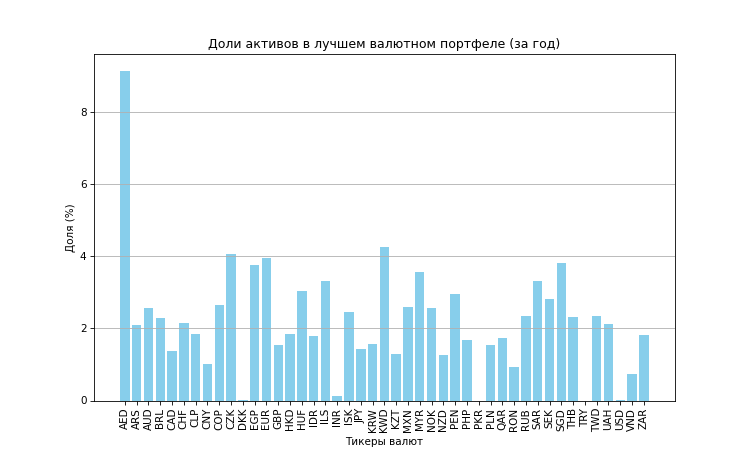 Доли активов в лучшем валютном портфеле (за год)
Доля (%)
8
6
4
2
0
AED ARS AUD BRL CAD CHF CLP CNY COP CZK DKK EGP EUR GBP HKD HUF IDR ILS INR ISK JPY KRW KWD KZT MXN MYR NOK NZD PEN PHP PKR PLN QAR RON RUB SAR SEK SGD THB TRY TWD UAH USD VND ZAR
Тикеры валют